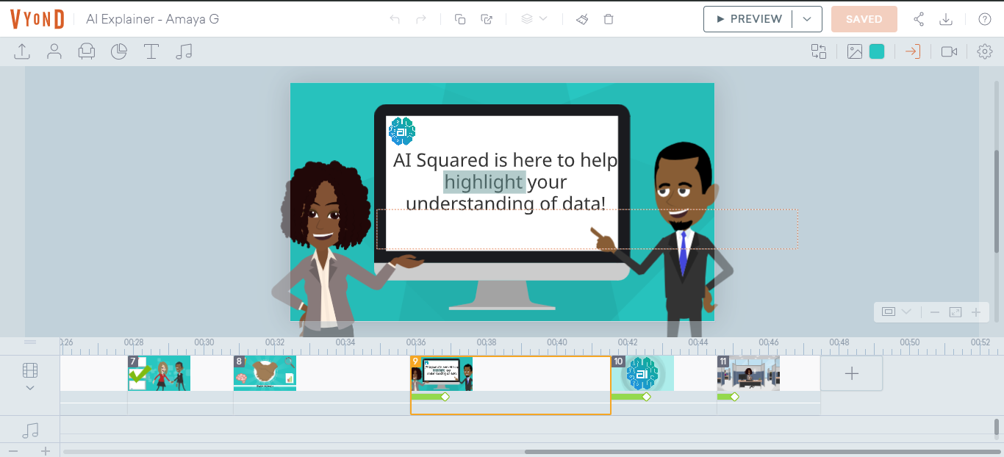 VYOND
AI Explainer - Amaya G
PREVIEW
SAVED
ai
AI Squared is here to help
highlight your
understanding of data!
00:26 00:28 00:30 00:32 00:34 00:36 00:38 00:40 00:42 00:44 00:46 00:48 00:50 00:52
7 8 9 10 11
ai